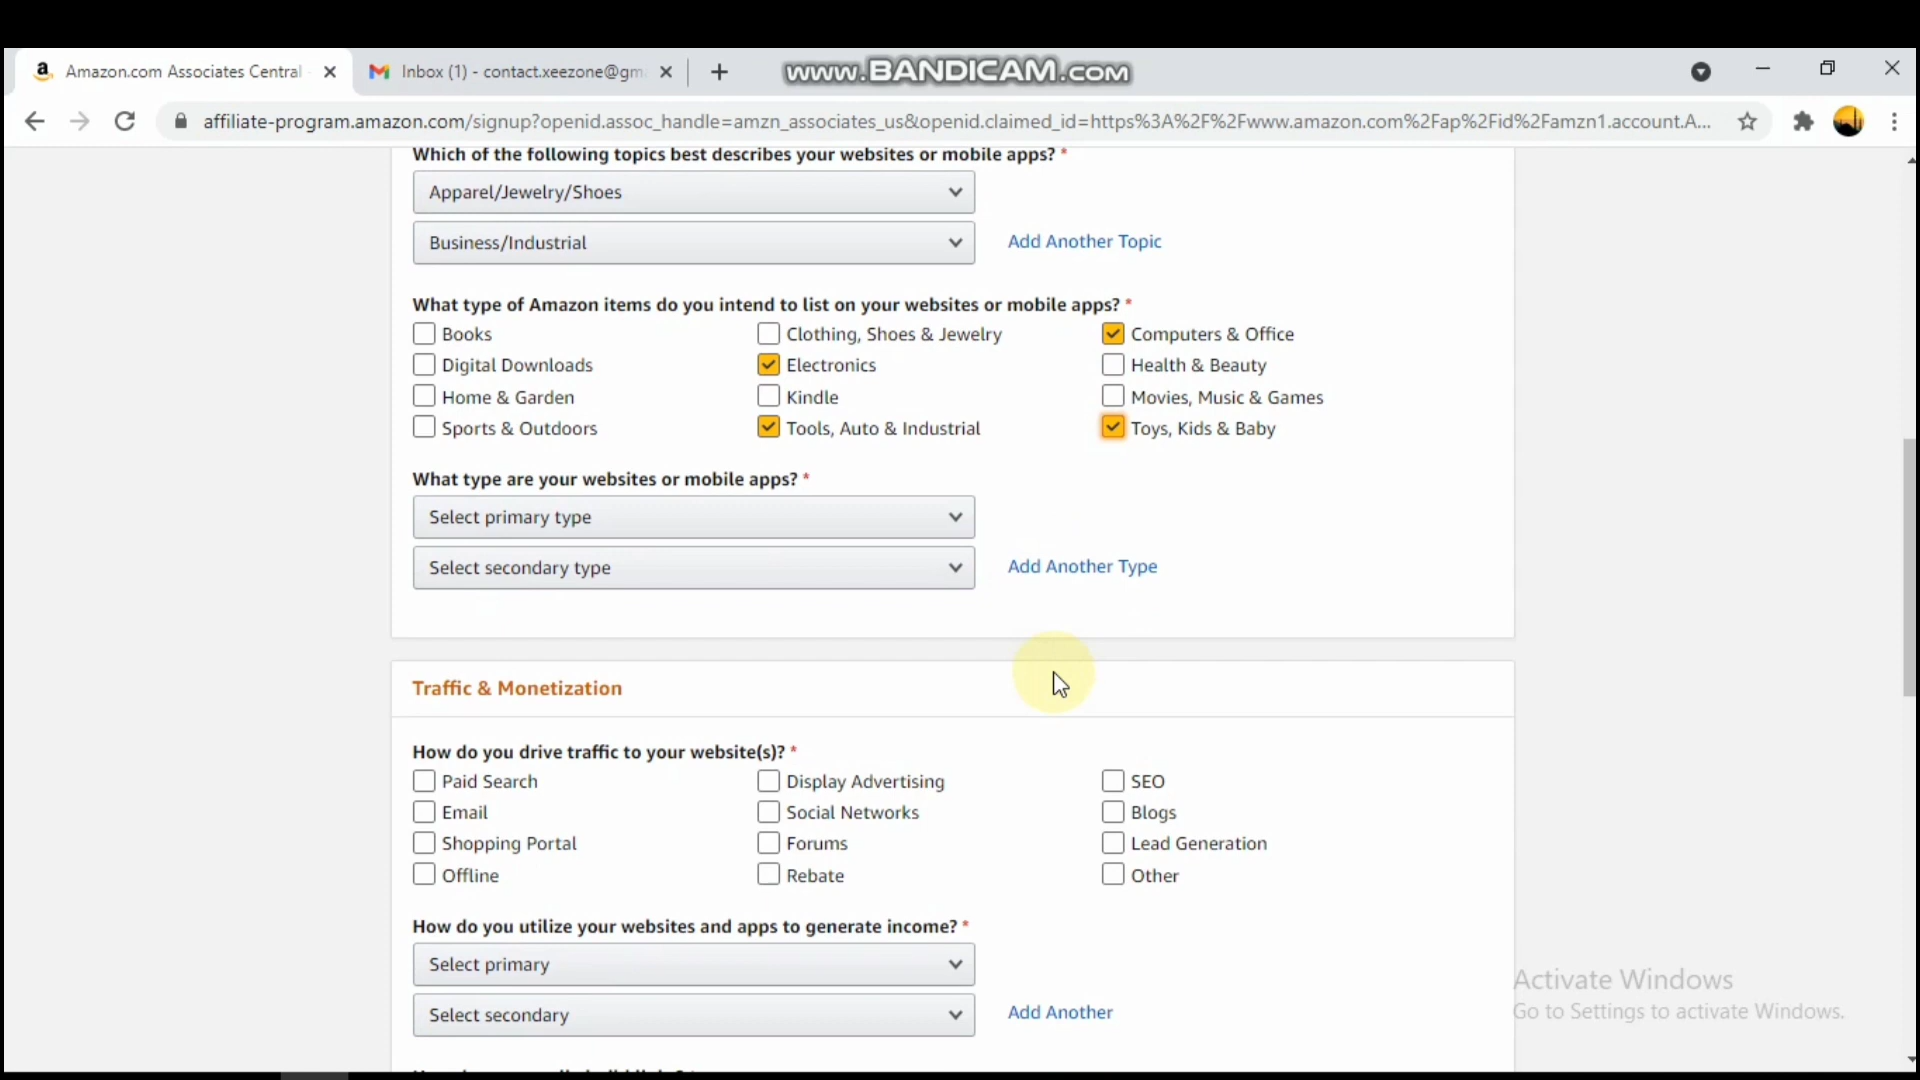 Amazon.com Associates Central
Inbox (1) - contact.xeezone@gm
www.BANDICAM.com
affiliate-program.amazon.com/signup?openid.assoc_handle=amzn_associates_us&openid.claimed_id=https%3A%2F%2Fwww.amazon.com%2Fap%2Fid%2Famzn1.account.A...
Which of the following topics best describes your websites or mobile apps? *
Apparel/Jewelry/Shoes
Business/Industrial
Add Another Topic
What type of Amazon items do you intend to list on your websites or mobile apps? *
Books
Clothing, Shoes & Jewelry
Computers & Office
Digital Downloads
Electronics
Health & Beauty
Home & Garden
Kindle
Movies, Music & Games
Sports & Outdoors
Tools, Auto & Industrial
Toys, Kids & Baby
What type are your websites or mobile apps? *
Select primary type
Select secondary type
Add Another Type
Traffic & Monetization
How do you drive traffic to your website(s)? *
Paid Search
Display Advertising
SEO
Email
Social Networks
Blogs
Shopping Portal
Forums
Lead Generation
Offline
Rebate
Other
How do you utilize your websites and apps to generate income? *
Select primary
Select secondary
Add Another
Activate Windows
Go to Settings to activate Windows.